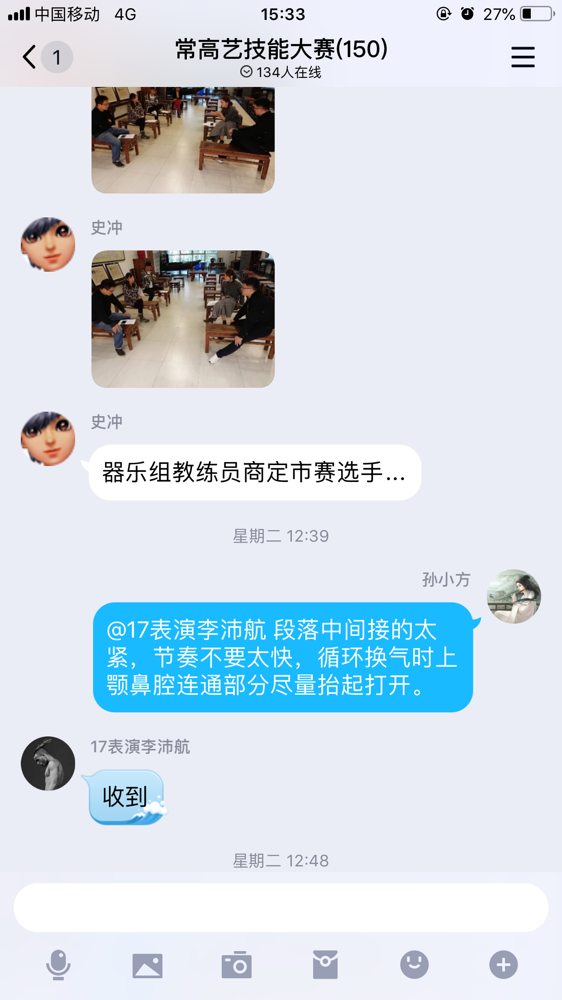 中国移动 4G 15:33 27%
1 常高艺技能大赛(150)
134人在线
史冲
史冲
器乐组教练员商定市赛选手...
星期二 12:39
孙小方
@17表演李沛航 段落中间接的太
紧，节奏不要太快，循环换气时上
颚鼻腔连通部分尽量抬起打开。
17表演李沛航
收到
星期二 12:48